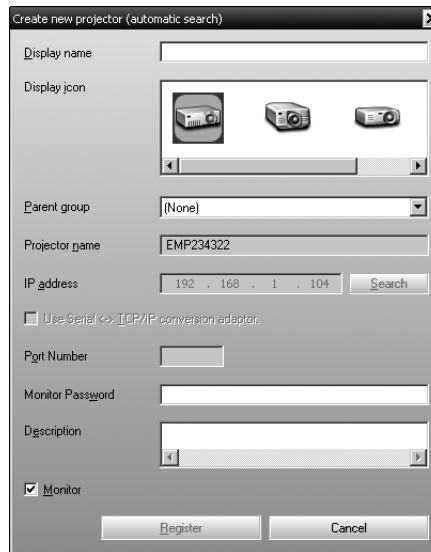 Create new projector (automatic search)
Display name
Display icon
Parent group (None)
Projector name EMP234322
IP address 192 . 168 . 1 . 104 Search
Use Serial <-> TCP/IP conversion adaptor.
Port Number
Monitor Password
Description
Monitor
Register Cancel